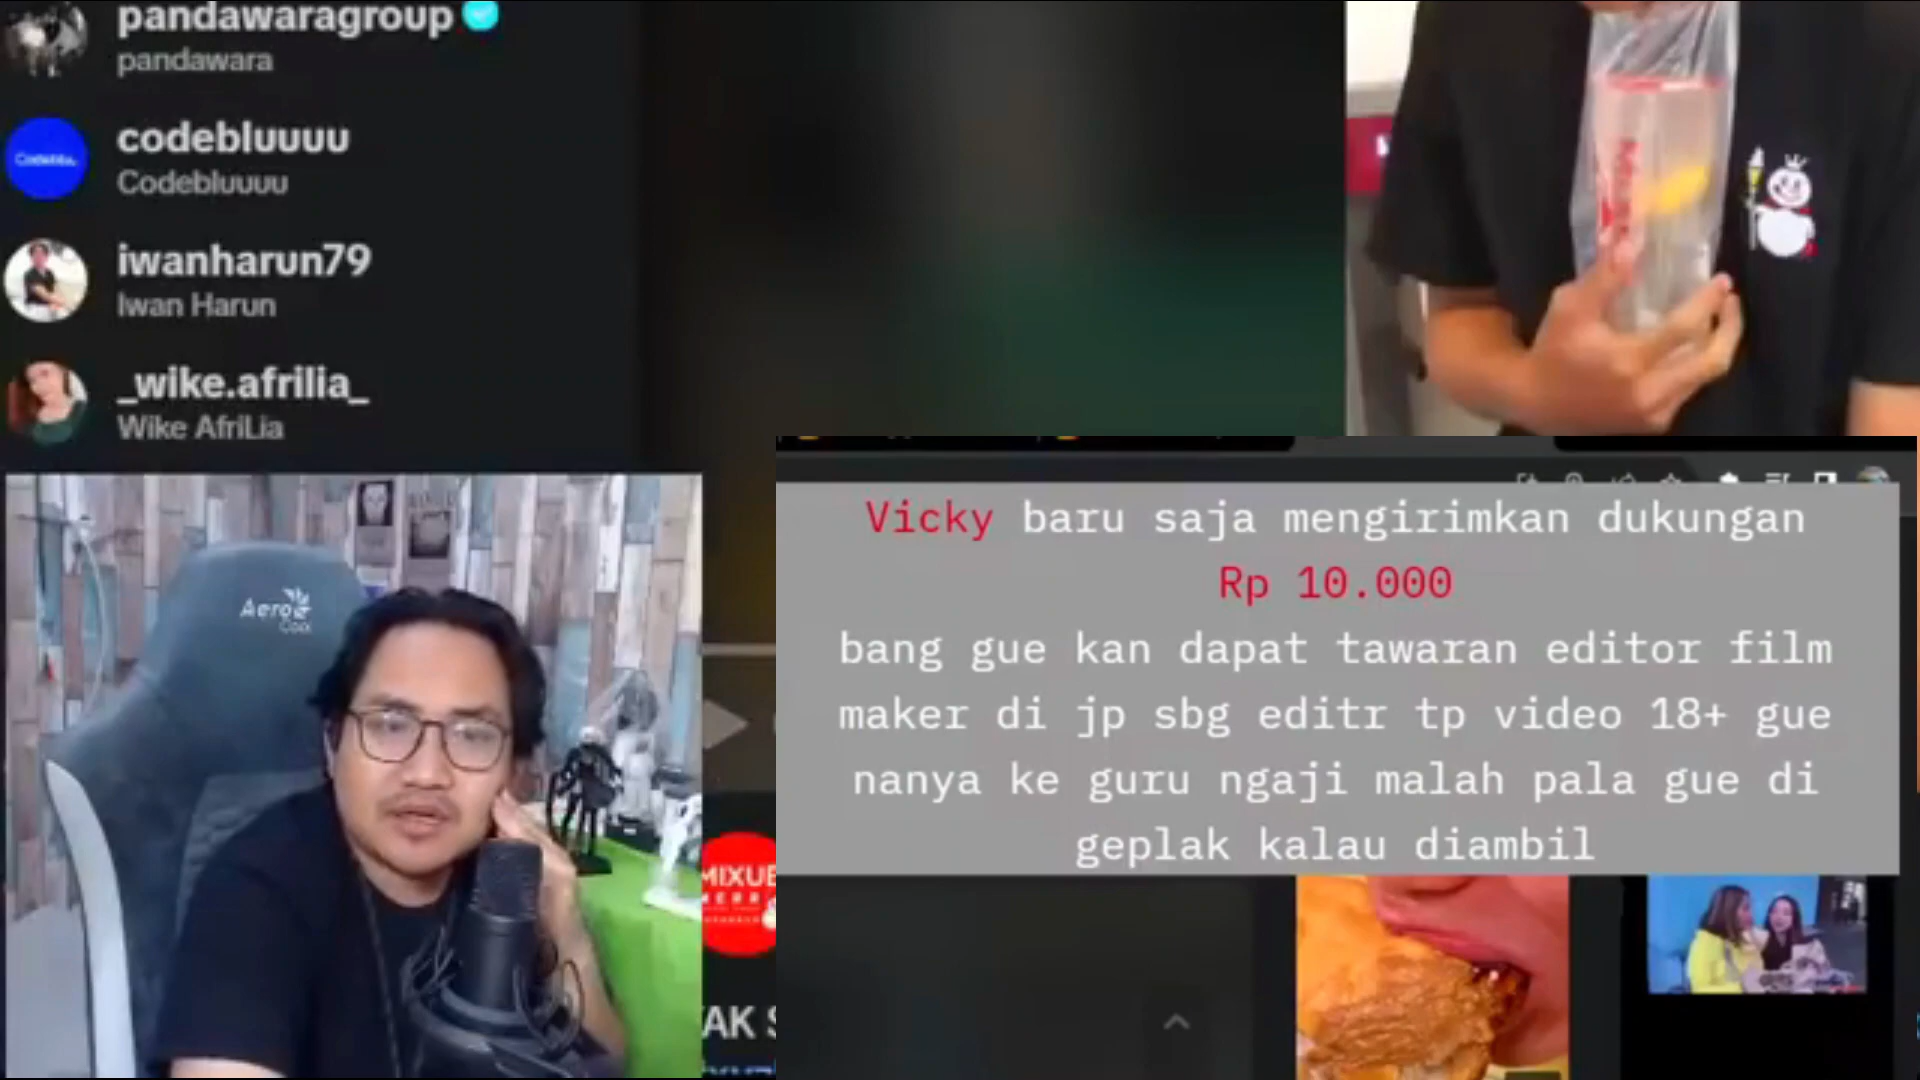 pandawaragroup
pandawara
codebluuuu
Codebluuuu
iwanharun79
Iwan Harun
_wike.afrilia_
Wike AfriLia
Aero
Cool
MIXUE
AK S
Vicky baru saja mengirimkan dukungan
Rp 10.000
bang gue kan dapat tawaran editor film
maker di jp sbg editr tp video 18+ gue
nanya ke guru ngaji malah pala gue di
geplak kalau diambil